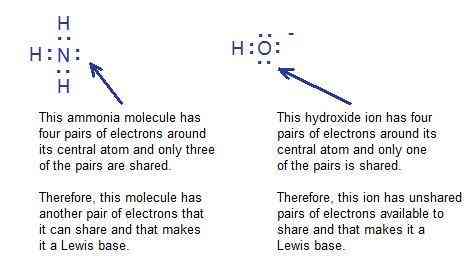 H
H:N:
H
H:O:
-
This ammonia molecule has
four pairs of electrons around
its central atom and only three
of the pairs are shared.
Therefore, this molecule has
another pair of electrons that
it can share and that makes
it a Lewis base.
This hydroxide ion has four
pairs of electrons around its
central atom and only one
of the pairs is shared.
Therefore, this ion has unshared
pairs of electrons available to
share and that makes it a
Lewis base.